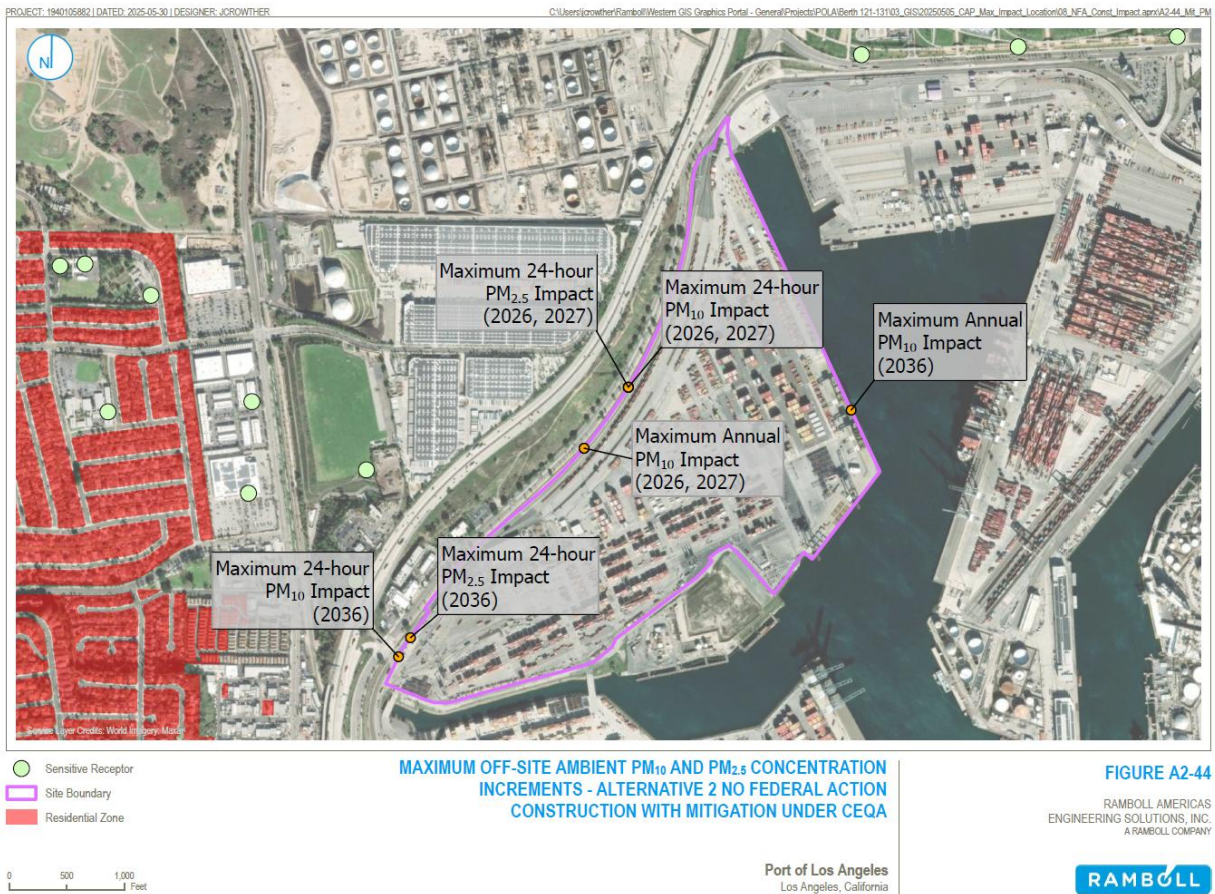 PROJECT: 1940105882 | DATED: 2025-05-30 | DESIGNER: JCROWTHER
C:\Users\jcrowther\Ramboll\Western GIS Graphics Portal - General\Projects\POLA\Berth 121-131\03_GIS\20250505_CAP_Max_Impact_Location\08_NFA_Const_Impact.aprx\A2-44_Mit_PM
N
Maximum 24-hour
PM2.5 Impact
(2026, 2027)
Maximum 24-hour
PM10 Impact
(2026, 2027)
Maximum Annual
PM10 Impact
(2036)
Maximum Annual
PM10 Impact
(2026, 2027)
Maximum 24-hour
PM10 Impact
(2036)
Maximum 24-hour
PM2.5 Impact
(2036)
Service Layer Credits: World Imagery: Maxar
Sensitive Receptor
Site Boundary
Residential Zone
0 500 1,000
Feet
MAXIMUM OFF-SITE AMBIENT PM10 AND PM2.5 CONCENTRATION
INCREMENTS - ALTERNATIVE 2 NO FEDERAL ACTION
CONSTRUCTION WITH MITIGATION UNDER CEQA
Port of Los Angeles
Los Angeles, California
FIGURE A2-44
RAMBOLL AMERICAS
ENGINEERING SOLUTIONS, INC.
A RAMBOLL COMPANY
RAMBOLL